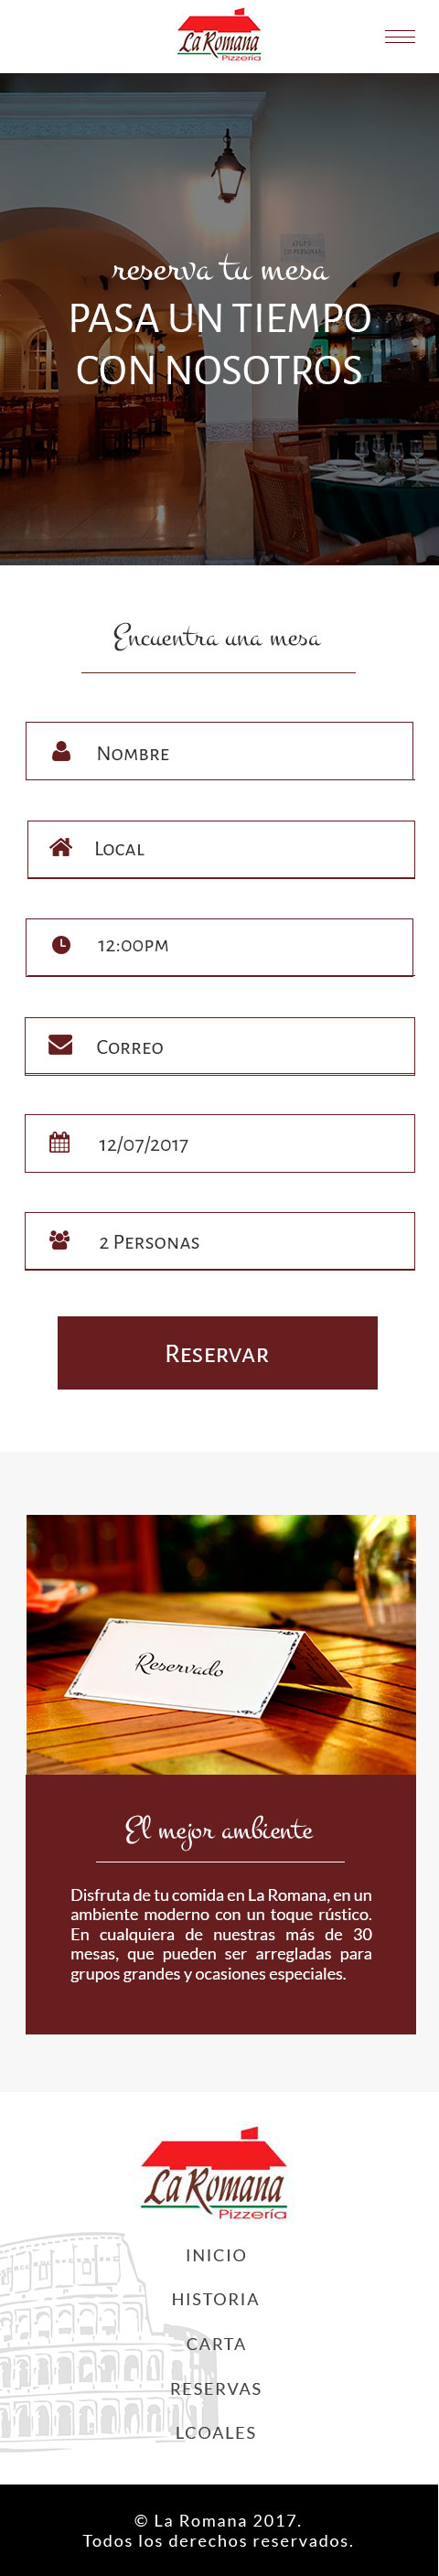 La Romana
Pizzería
reserva tu mesa
PASA UN TIEMPO
CON NOSOTROS
Encuentra una mesa
Nombre
Local
12:00pm
Correo
12/07/2017
2 Personas
Reservar
Reservado
El mejor ambiente
Disfruta de tu comida en La Romana, en un
ambiente moderno con un toque rústico.
En cualquiera de nuestras más de 30
mesas, que pueden ser arregladas para
grupos grandes y ocasiones especiales.
La Romana
Pizzería
INICIO
HISTORIA
CARTA
RESERVAS
LCOALES
© La Romana 2017.
Todos los derechos reservados.